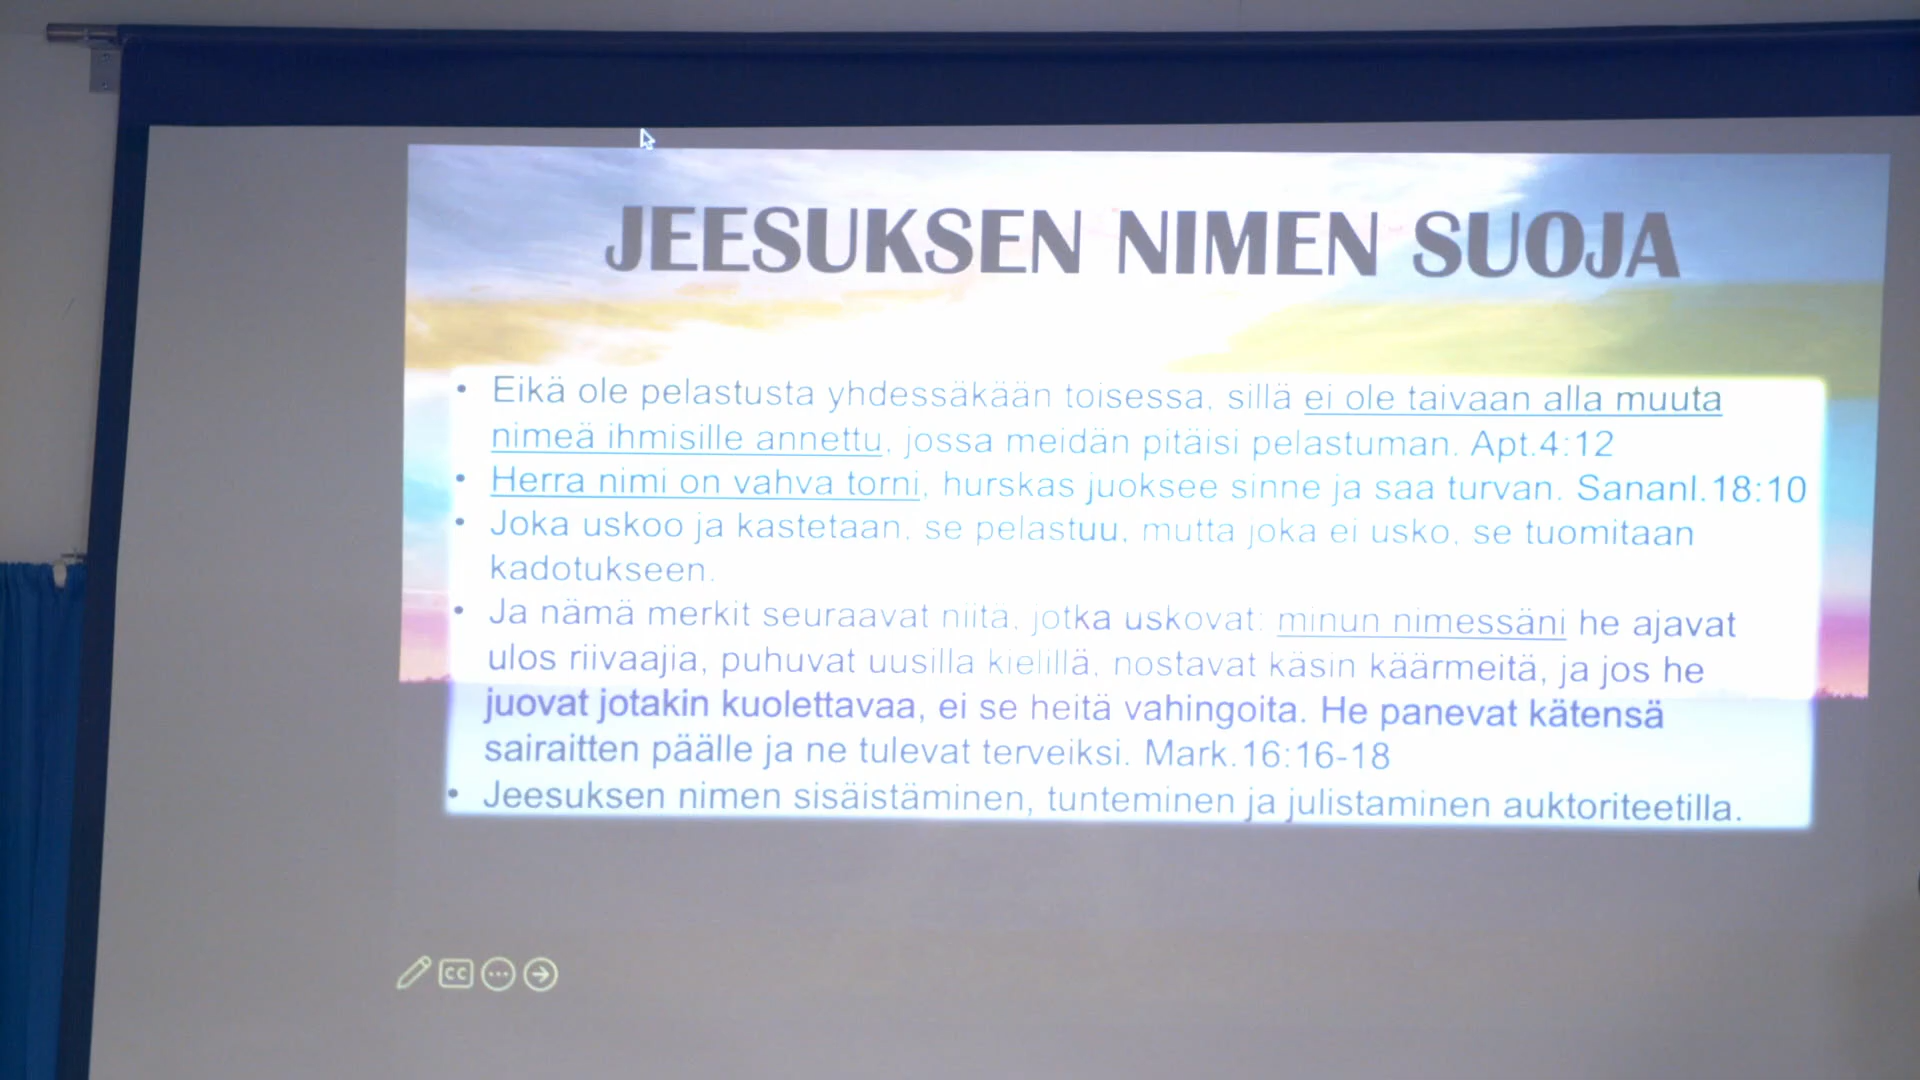 JEESUKSEN NIMEN SUOJA
• Eikä ole pelastusta yhdessäkään toisessa, sillä ei ole taivaan alla muuta
nimeä ihmisille annettu, jossa meidän pitäisi pelastuman. Apt.4:12
• Herra nimi on vahva torni, hurskas juoksee sinne ja saa turvan. Sananl.18:10
• Joka uskoo ja kastetaan, se pelastuu, mutta joka ei usko, se tuomitaan
kadotukseen.
• Ja nämä merkit seuraavat niitä, jotka uskovat: minun nimessäni he ajavat
ulos riivaajia, puhuvat uusilla kielillä, nostavat käsin käärmeitä, ja jos he
juovat jotakin kuolettavaa, ei se heitä vahingoita. He panevat kätensä
sairaitten päälle ja ne tulevat terveiksi. Mark.16:16-18
• Jeesuksen nimen sisäistäminen, tunteminen ja julistaminen auktoriteetilla.
CC